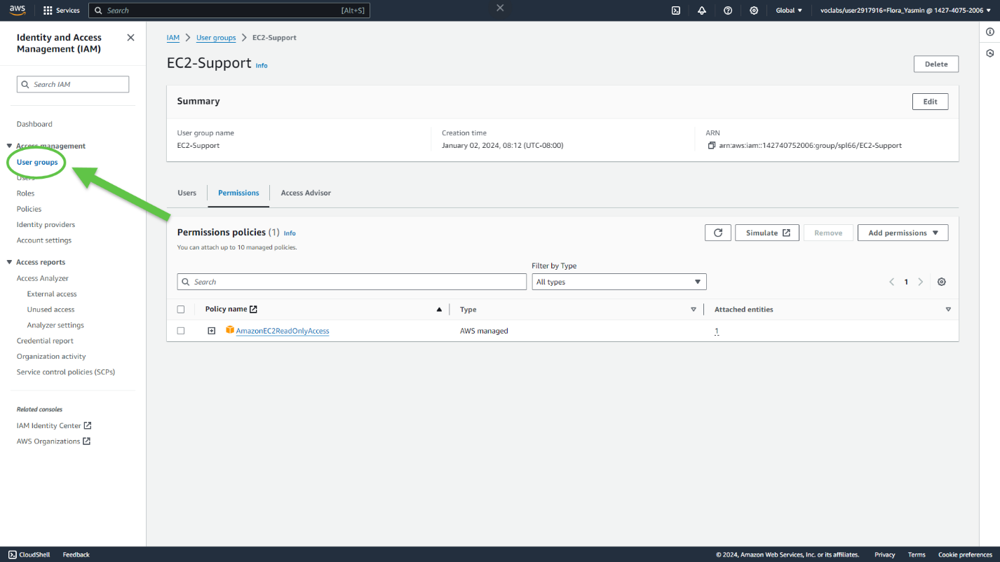 aws
Services
Search
[Alt+S]
Global
voclabs/user2917916=Flora_Yasmin @ 1427-4075-2006
Identity and Access
Management (IAM)
Search IAM
Dashboard
Access management
User groups
Users
Roles
Policies
Identity providers
Account settings
Access reports
Access Analyzer
External access
Unused access
Analyzer settings
Credential report
Organization activity
Service control policies (SCPs)
Related consoles
IAM Identity Center
AWS Organizations
IAM > User groups > EC2-Support
EC2-Support Info
Delete
Summary
Edit
User group name
EC2-Support
Creation time
January 02, 2024, 08:12 (UTC-08:00)
ARN
arn:aws:iam::142740752006:group/spl66/EC2-Support
Users
Permissions
Access Advisor
Permissions policies (1) Info
You can attach up to 10 managed policies.
Simulate
Remove
Add permissions
Filter by Type
Search
All types
1
Policy name
Type
Attached entities
AmazonEC2ReadOnlyAccess
AWS managed
1
CloudShell
Feedback
© 2024, Amazon Web Services, Inc. or its affiliates.
Privacy
Terms
Cookie preferences